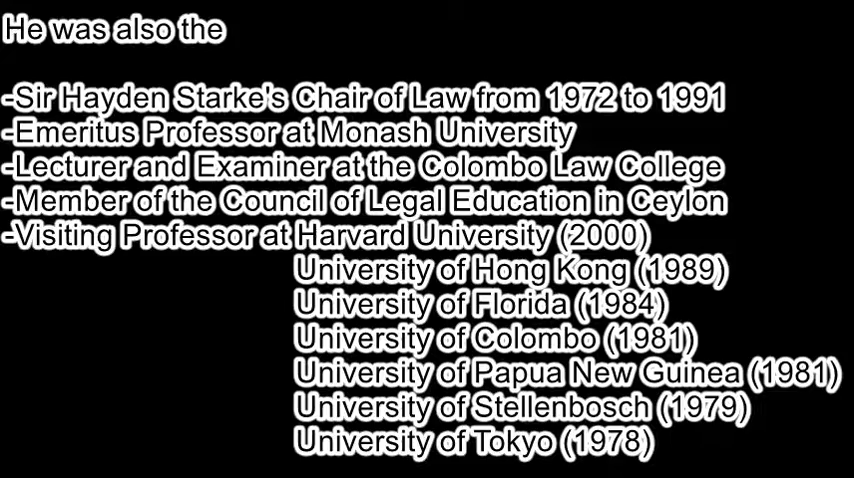 He was also the
-Sir Hayden Starke's Chair of Law from 1972 to 1991
-Emeritus Professor at Monash University
-Lecturer and Examiner at the Colombo Law College
-Member of the Council of Legal Education in Ceylon
-Visiting Professor at Harvard University (2000)
University of Hong Kong (1989)
University of Florida (1984)
University of Colombo (1981)
University of Papua New Guinea (1981)
University of Stellenbosch (1979)
University of Tokyo (1978)